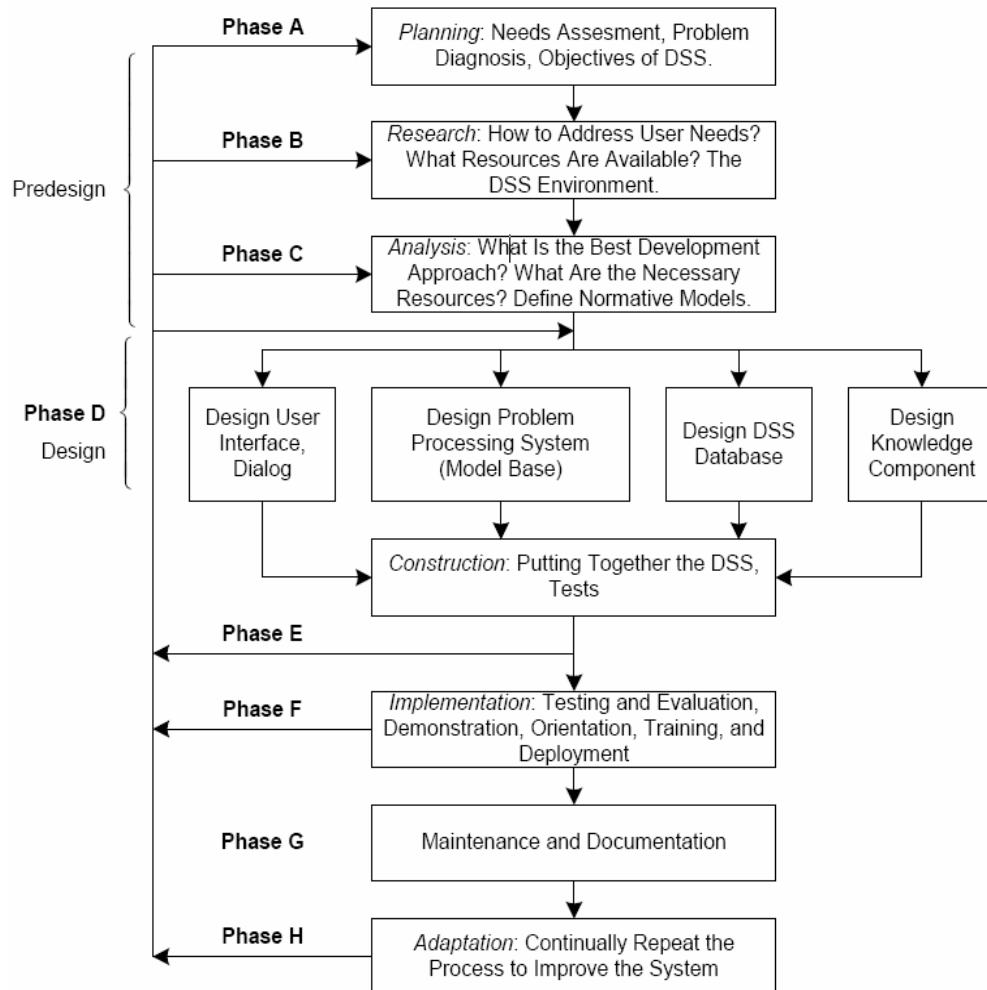 Phase A
Planning: Needs Assesment, Problem
Diagnosis, Objectives of DSS.
Phase B
Research: How to Address User Needs?
What Resources Are Available? The
DSS Environment.
Predesign
Phase C
Analysis: What Is the Best Development
Approach? What Are the Necessary
Resources? Define Normative Models.
Phase D
Design
Design User
Interface,
Dialog
Design Problem
Processing System
(Model Base)
Design DSS
Database
Design
Knowledge
Component
Construction: Putting Together the DSS,
Tests
Phase E
Phase F
Implementation: Testing and Evaluation,
Demonstration, Orientation, Training, and
Deployment
Phase G
Maintenance and Documentation
Phase H
Adaptation: Continually Repeat the
Process to Improve the System